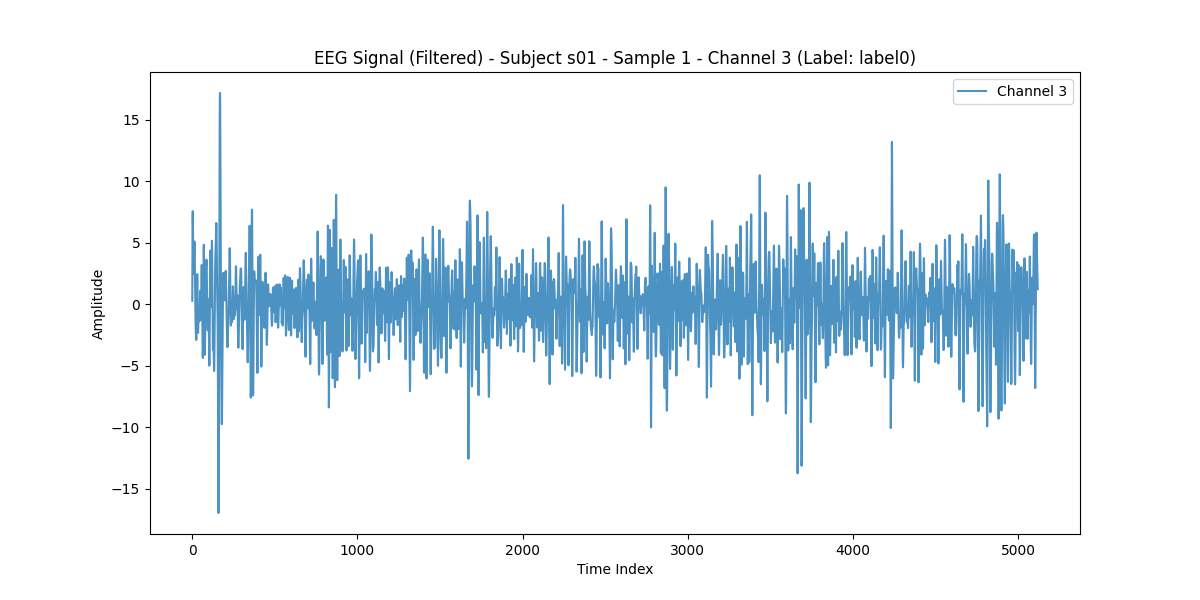 EEG Signal (Filtered) - Subject s01 - Sample 1 - Channel 3 (Label: label0)
Channel 3
Amplitude
15
10
5
0
−5
−10
−15
0 1000 2000 3000 4000 5000
Time Index